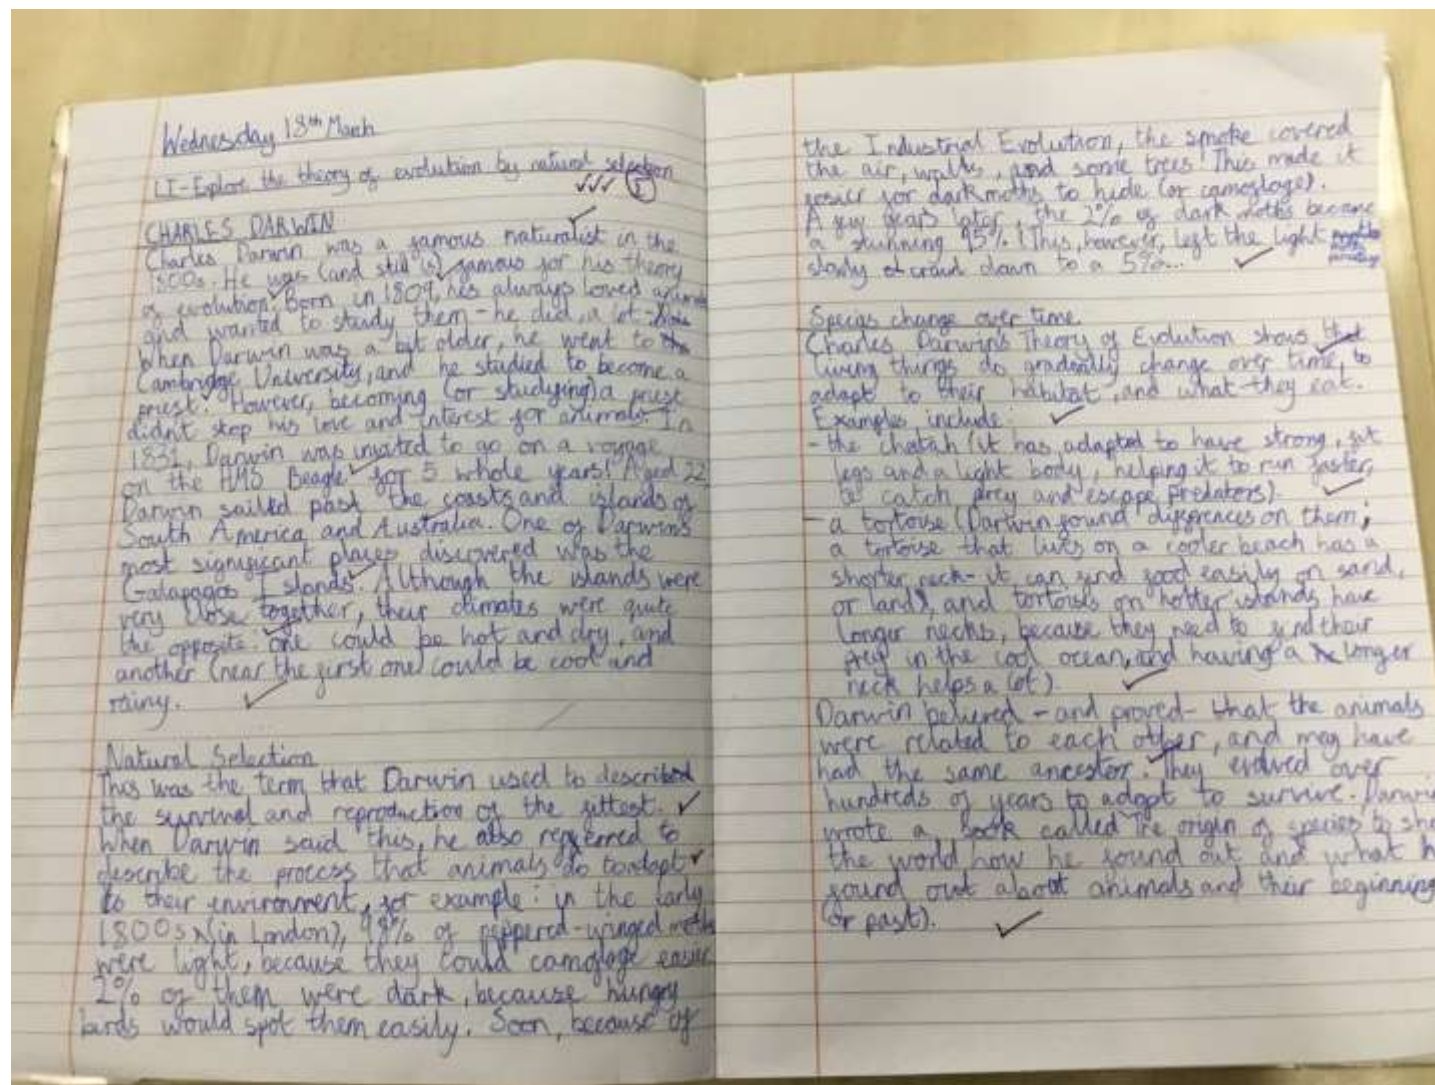 Wednesday 18th March
LI-Explore the theory of evolution by natural selection
CHARLES DARWIN
Charles Darwin was a famous naturalist in the
1800s. He was (and still is) famous for his theory
of evolution. Born in 1809, he's always loved animals
and wanted to study them - he did, a lot -
When Darwin was a bit older, he went to
Cambridge University, and he studied to become a
priest. However, becoming (or studying) a priest
didn't stop his love and interest for animals. In
1831, Darwin was invited to go on a voyage
on the HMS Beagle for 5 whole years! Aged 22
Darwin sailed past the coasts and islands of
South America and Australia. One of Darwin's
most significant places discovered was the
Galapagos Islands. Although the islands were
very close together, their climates were quite
the opposite: one could be hot and dry, and
another (near the first one) could be cool and
rainy.
Natural Selection
This was the term that Darwin used to described
the survival and reproduction of the fittest.
When Darwin said this, he also referred to
describe the process that animals do to adapt
to their environment, for example: in the early
1800s (in London), 98% of peppered-winged moths
were light, because they could camoflage easier
2% of them were dark, because hungry
birds would spot them easily. Soon, because of
the Industrial Evolution, the smoke covered
the air, walls, and some trees! This made it
easier for dark moths to hide (or camoflage).
A few years later, the 2% of dark moths became
a stunning 95%! This, however, left the light
slowly crawl down to a 5%...
Species change over time
Charles Darwin's Theory of Evolution shows that
living things do gradually change over time, to
adapt to their habitat, and what they eat.
Examples include:
- the chatah (it has adapted to have strong, fit
legs and a light body, helping it to run faster,
to catch prey and escape predators).
- a tortoise (Darwin found differences on them;
a tortoise that lives on a cooler beach has a
shorter neck - it can find food easily on sand,
or land), and tortoises on hotter islands have
longer necks, because they need to find their
prey in the cool ocean, and having a longer
neck helps a lot).
Darwin believed - and proved - that the animals
were related to each other, and may have
had the same ancestor. They evolved over
hundreds of years to adapt to survive. Darwin
wrote a book called The origin of species to sho
the world how he found out and what h
found out about animals and their beginning
(or past).